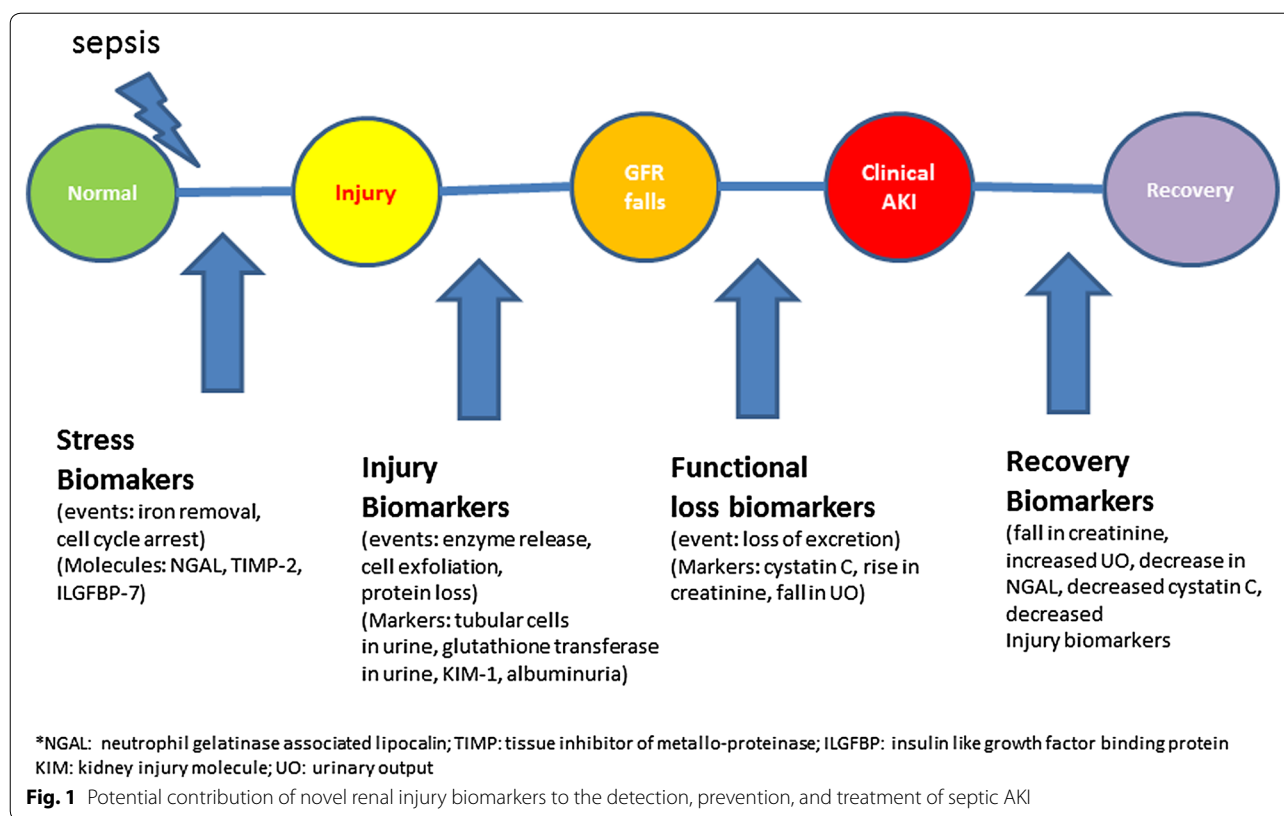 sepsis
Normal
Injury
GFR
falls
Clinical
AKI
Recovery
Stress
Biomakers
(events: iron removal,
cell cycle arrest)
(Molecules: NGAL, TIMP-2,
ILGFBP-7)
Injury
Biomarkers
(events: enzyme release,
cell exfoliation,
protein loss)
(Markers: tubular cells
in urine, glutathione transferase
in urine, KIM-1, albuminuria)
Functional
loss biomarkers
(event: loss of excretion)
(Markers: cystatin C, rise in
creatinine, fall in UO)
Recovery
Biomarkers
(fall in creatinine,
increased UO, decrease in
NGAL, decreased cystatin C,
decreased
Injury biomarkers
*NGAL: neutrophil gelatinase associated lipocalin; TIMP: tissue inhibitor of metallo-proteinase; ILGFBP: insulin like growth factor binding protein
KIM: kidney injury molecule; UO: urinary output
Fig. 1 Potential contribution of novel renal injury biomarkers to the detection, prevention, and treatment of septic AKI